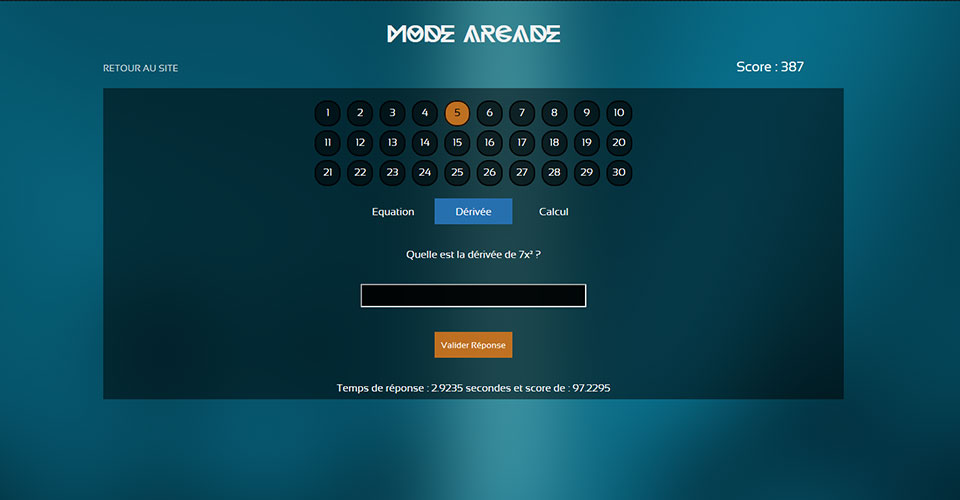 MODE ARCADE
RETOUR AU SITE
Score : 387
1 2 3 4 5 6 7 8 9 10
11 12 13 14 15 16 17 18 19 20
21 22 23 24 25 26 27 28 29 30
Equation Dérivée Calcul
Quelle est la dérivée de 7x² ?
Valider Réponse
Temps de réponse : 2.9235 secondes et score de : 97.2295